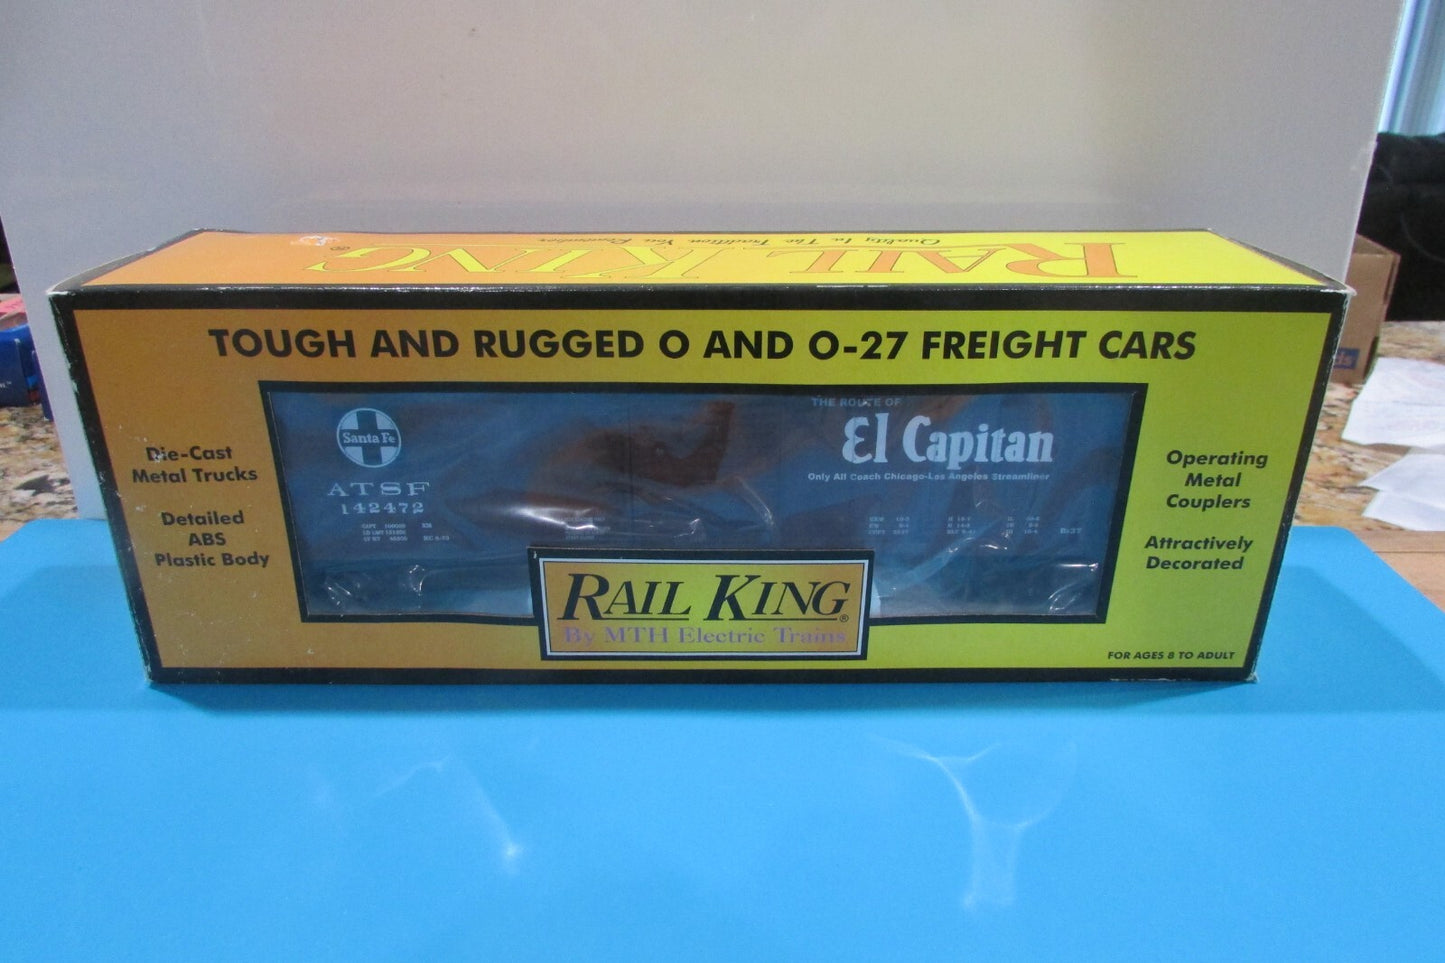 RAIL KING®
Quality In The Tradition You Remember
TOUGH AND RUGGED O AND O-27 FREIGHT CARS
Die-Cast
Metal Trucks
Detailed
ABS
Plastic Body
Santa Fe
ATSF
142472
THE ROUTE OF
El Capitan
Only All Coach Chicago-Los Angeles Streamliner
Operating
Metal
Couplers
Attractively
Decorated
RAIL KING®
By MTH Electric Trains
FOR AGES 8 TO ADULT